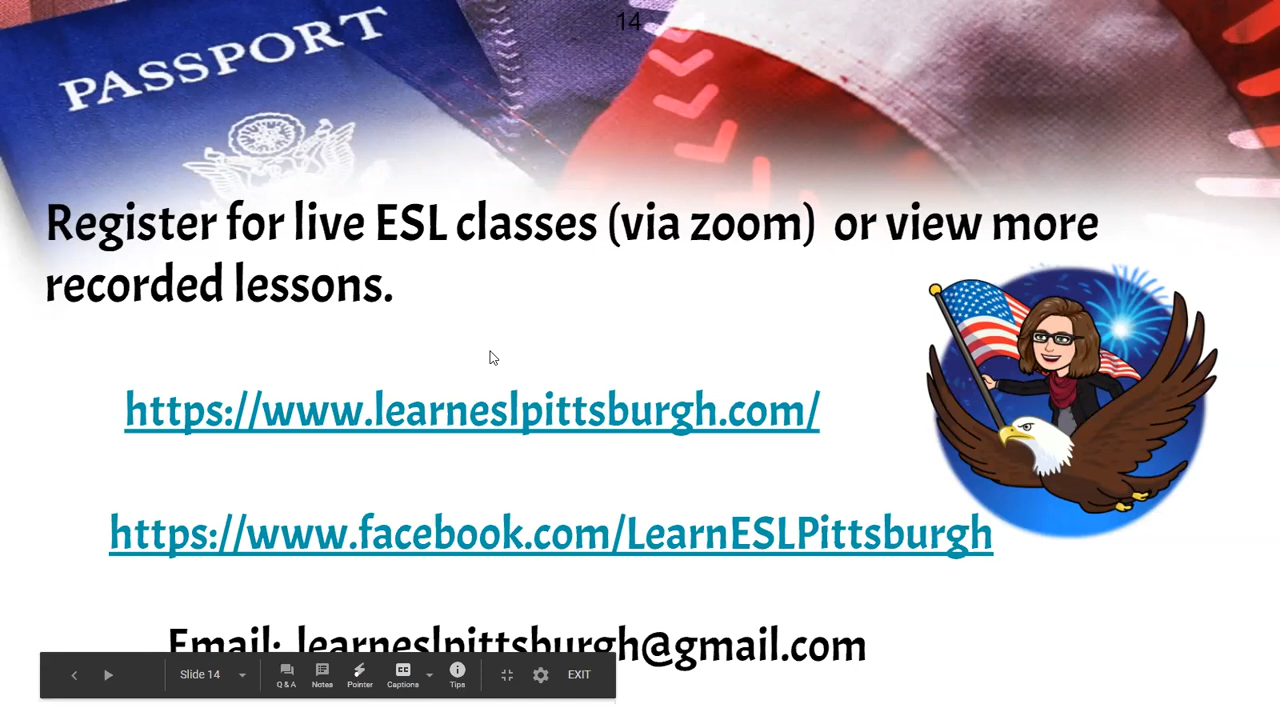 14
PASSPORT
Register for live ESL classes (via zoom) or view more
recorded lessons.
https://www.learneslpittsburgh.com/
https://www.facebook.com/LearnESLPittsburgh
Email: learneslpittsburgh@gmail.com
Slide 14
Q & A
Notes
Pointer
CC
Captions
Tips
EXIT